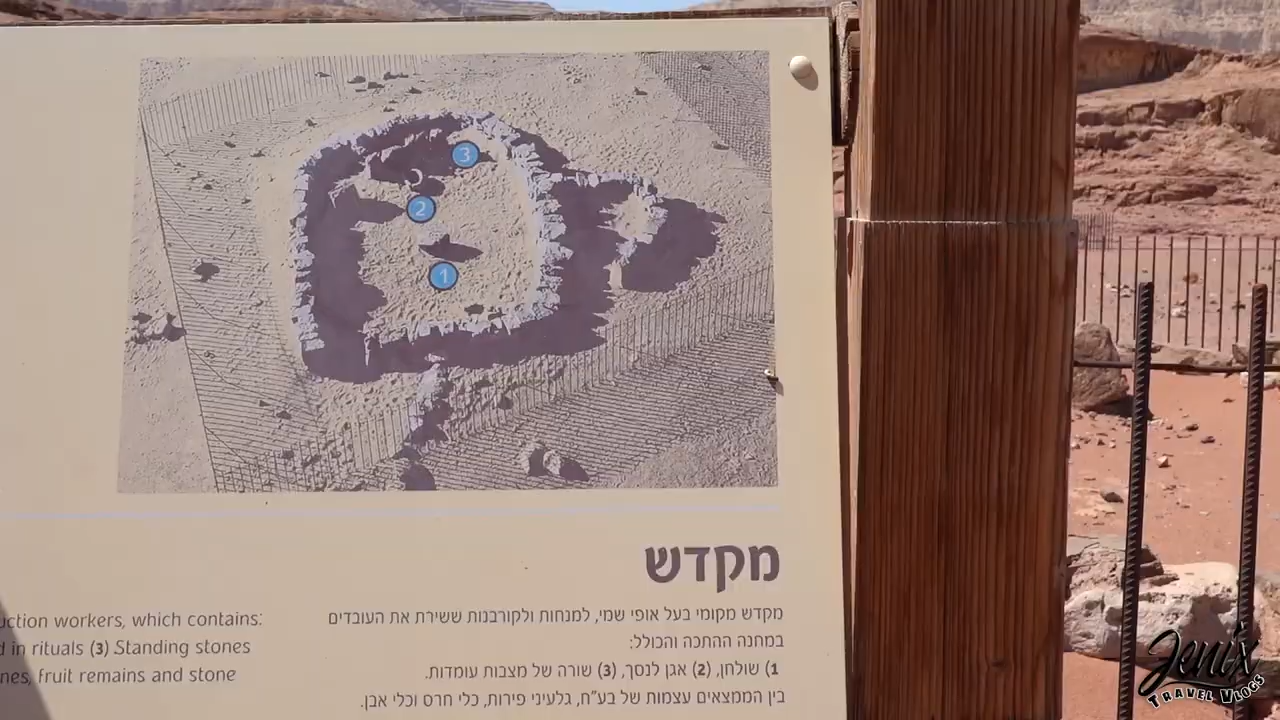 3
2
1
מקדש
מקדש מקומי בעל אופי שמי, למנחות ולקורבנות ששירת את העובדים
במחנה ההתכה והכולל:
1) שולחן, (2) אגן לנסך, (3) שורה של מצבות עומדות.
בין הממצאים עצמות של בע״ח, גלעיני פירות, כלי חרס וכלי אבן.
workers, which contains:
in rituals (3) Standing stones
fruit remains and stone
Jenix
TRAVEL VLOGS